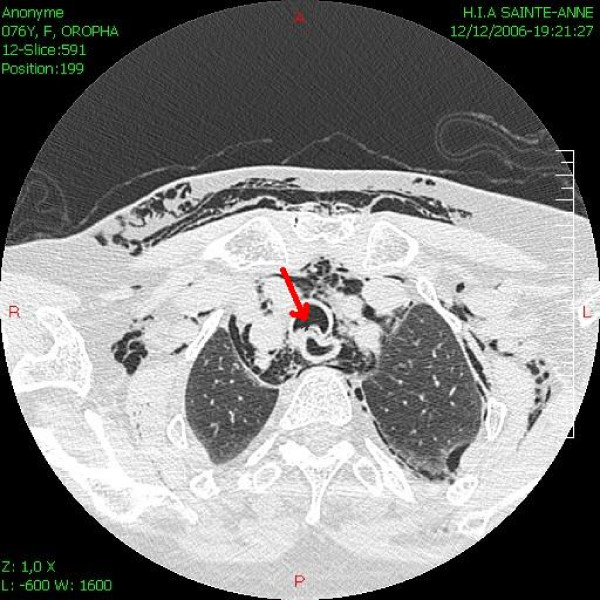 Anonyme
076Y, F, OROPHA
12-Slice:591
Position:199
H.I.A SAINTE-ANNE
12/12/2006-19:21:27
A
R
L
P
Z: 1,0 X
L: -600 W: 1600